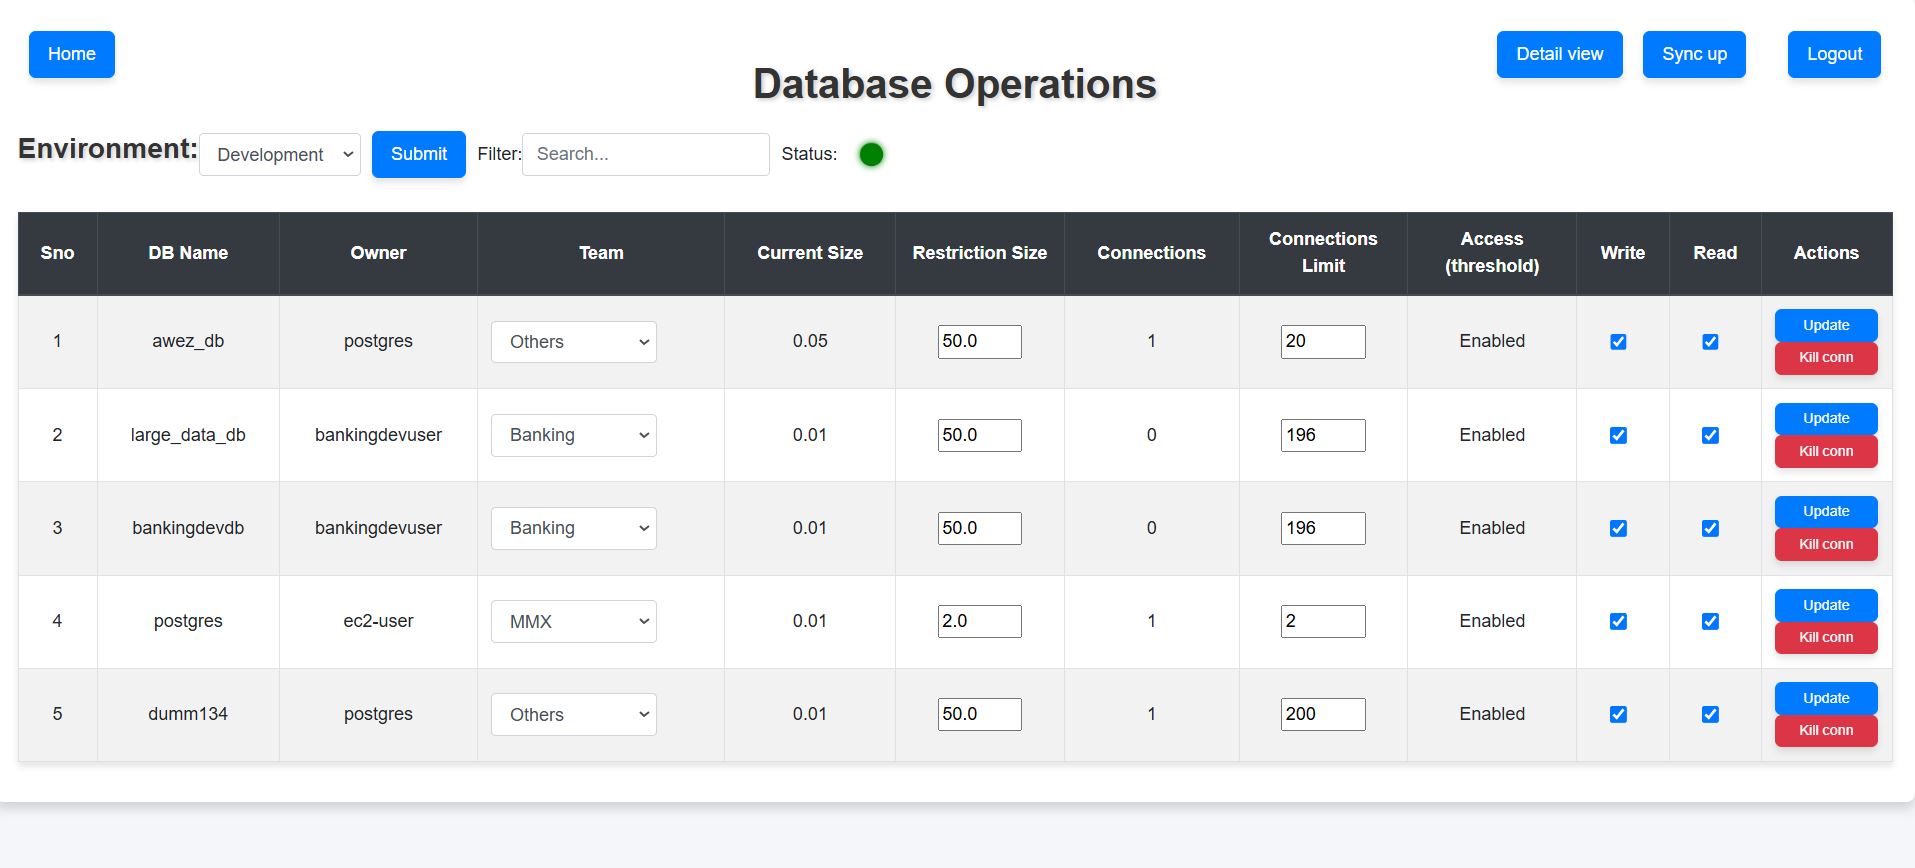 Home
Detail view
Sync up
Logout
Database Operations
Environment: Development Submit Filter: Search... Status:
Sno DB Name Owner Team Current Size Restriction Size Connections Connections Limit Access (threshold) Write Read Actions
1 awez_db postgres Others 0.05 50.0 1 20 Enabled Update
Kill conn
2 large_data_db bankingdevuser Banking 0.01 50.0 0 196 Enabled Update
Kill conn
3 bankingdevdb bankingdevuser Banking 0.01 50.0 0 196 Enabled Update
Kill conn
4 postgres ec2-user MMX 0.01 2.0 1 2 Enabled Update
Kill conn
5 dumm134 postgres Others 0.01 50.0 1 200 Enabled Update
Kill conn